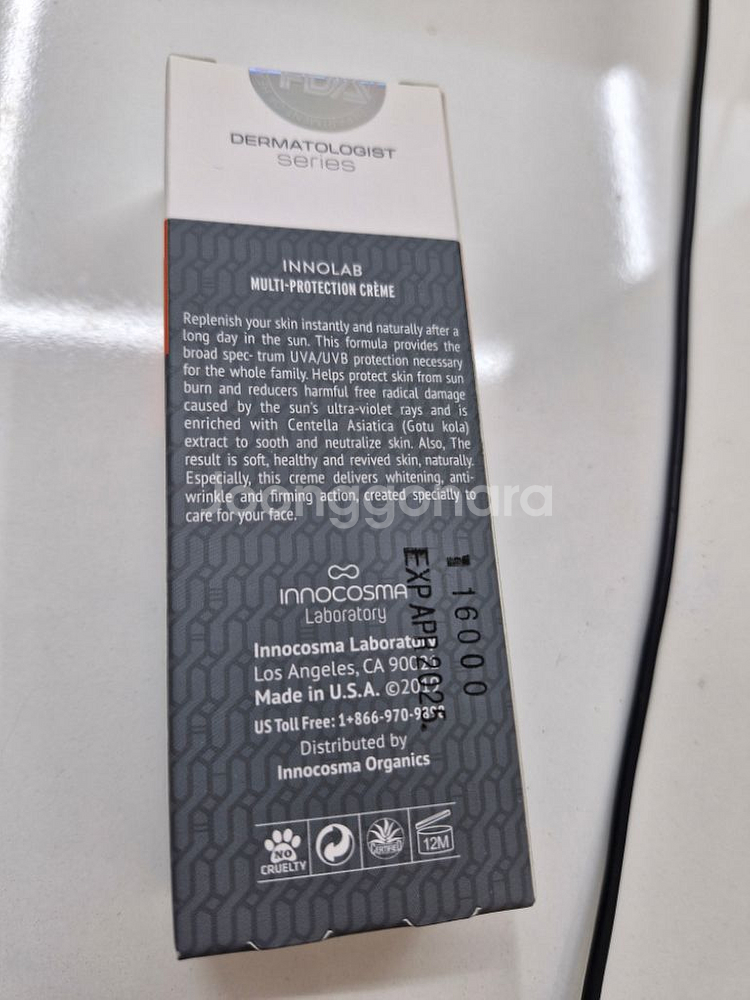 DERMATOLOGIST
series
INNOLAB
MULTI-PROTECTION CRÈME
Replenish your skin instantly and naturally after a
long day in the sun. This formula provides the
broad spec- trum UVA/UVB protection necessary
for the whole family. Helps protect skin from sun
burn and reducers harmful free radical damage
caused by the sun's ultra-violet rays and is
enriched with Centella Asiatica (Gotu kola)
extract to sooth and neutralize skin. Also, The
result is soft, healthy and revived skin, naturally.
Especially, this creme delivers whitening, anti-
wrinkle and firming action, created specially to
care for your face.
INNOCOSMA
Laboratory
Innocosma Laboratory
Los Angeles, CA
Made in U.S.A.
US Toll Free:
Distributed by
Innocosma Organics
16000
EXP APR 2025.
NO
CRUELTY
CERTIFIED
12M